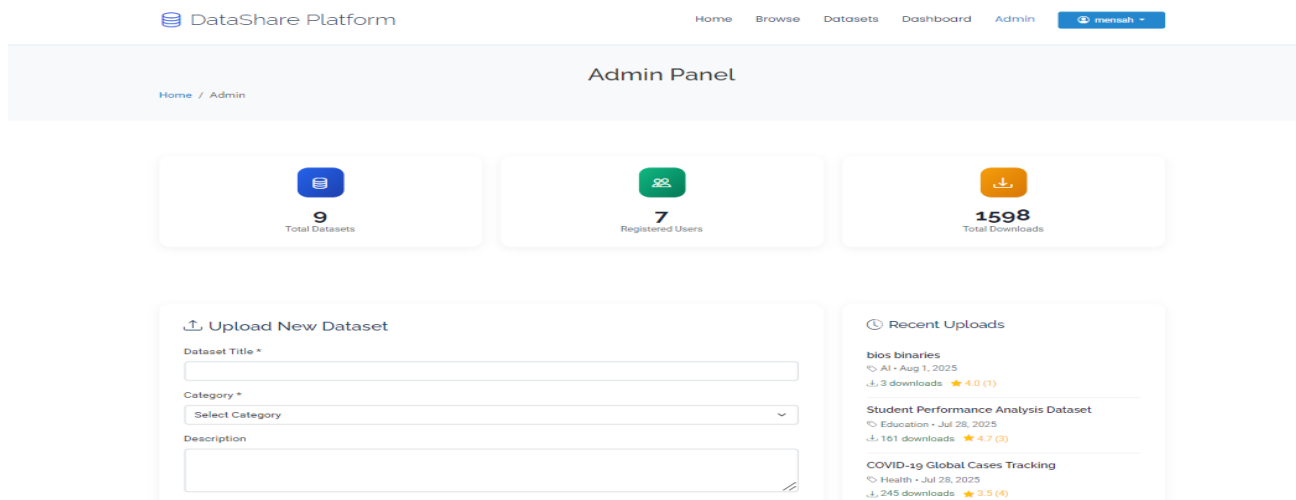 DataShare Platform
Home Browse Datasets Dashboard Admin mensah
Admin Panel
Home / Admin
9
Total Datasets
7
Registered Users
1598
Total Downloads
Upload New Dataset
Dataset Title *
Category *
Select Category
Description
Recent Uploads
bios binaries
AI • Aug 1, 2025
3 downloads 4.0 (1)
Student Performance Analysis Dataset
Education • Jul 28, 2025
161 downloads 4.7 (3)
COVID-19 Global Cases Tracking
Health • Jul 28, 2025
245 downloads 3.5 (4)